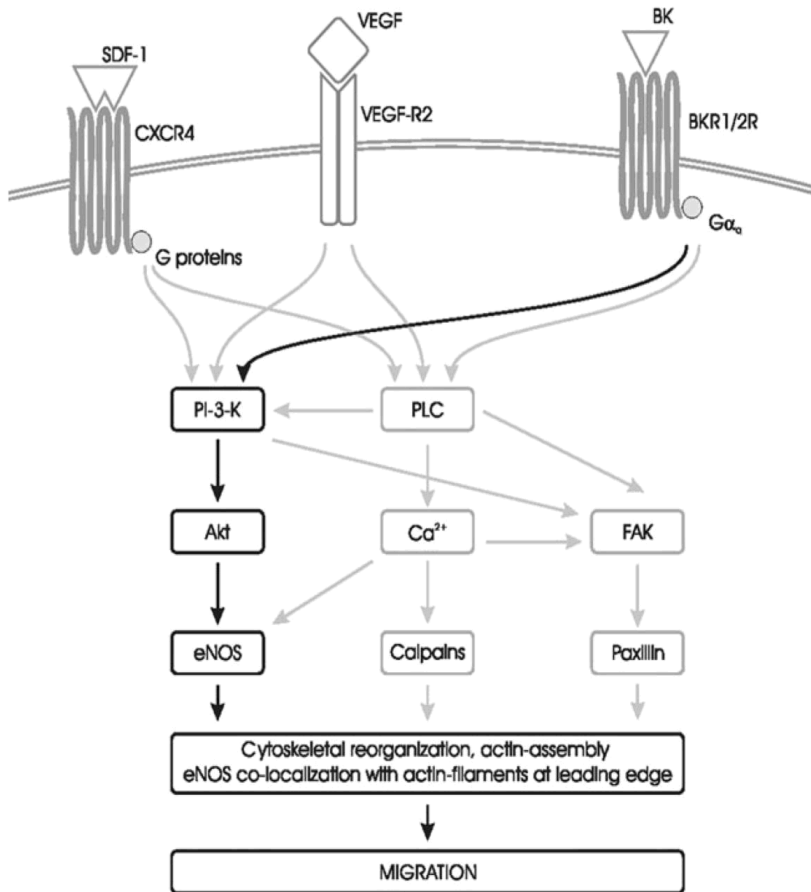 VEGF
BK
SDF-1
CXCR4
VEGF-R2
BKR1/2R
Gαq
G proteins
PI-3-K
PLC
Akt
Ca²⁺
FAK
eNOS
Calpains
Paxillin
Cytoskeletal reorganization, actin-assembly
eNOS co-localization with actin-filaments at leading edge
MIGRATION